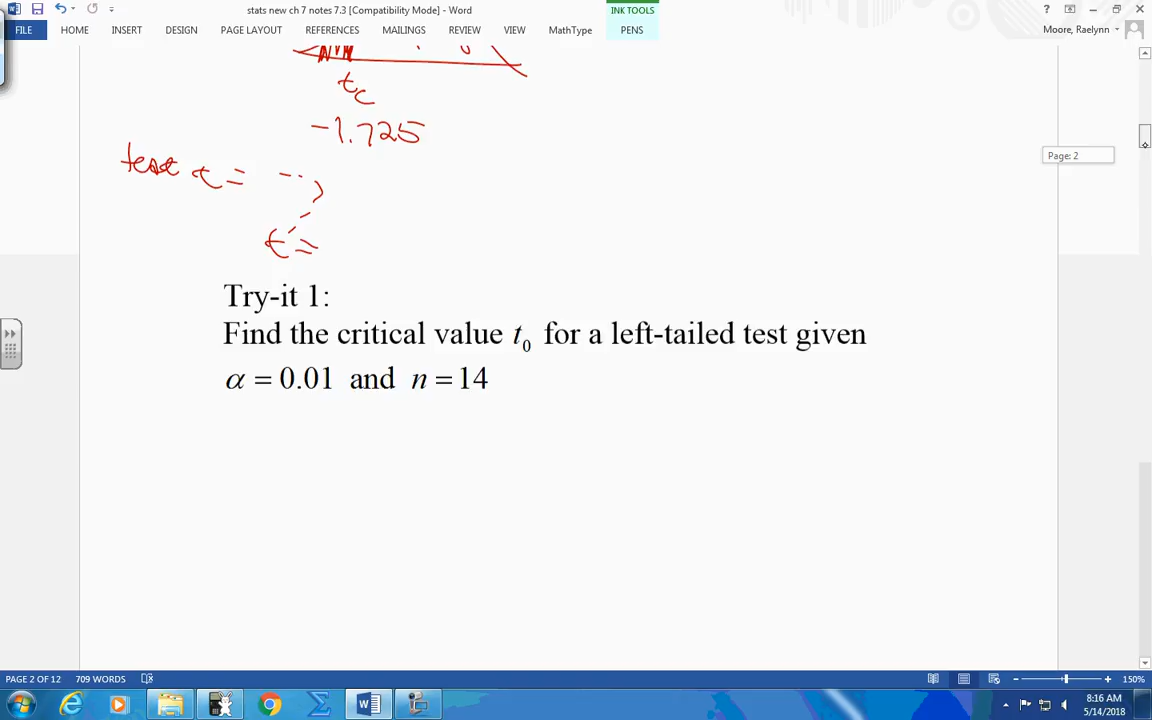 stats new ch 7 notes 7.3 [Compatibility Mode] - Word
INK TOOLS
?
FILE
HOME
INSERT
DESIGN
PAGE LAYOUT
REFERENCES
MAILINGS
REVIEW
VIEW
MathType
PENS
Moore, Raelynn
tc
-1.725
Page: 2
test t =
t =
Try-it 1:
Find the critical value t₀ for a left-tailed test given
α = 0.01 and n = 14
PAGE 2 OF 12
709 WORDS
150%
8:16 AM
5/14/2018